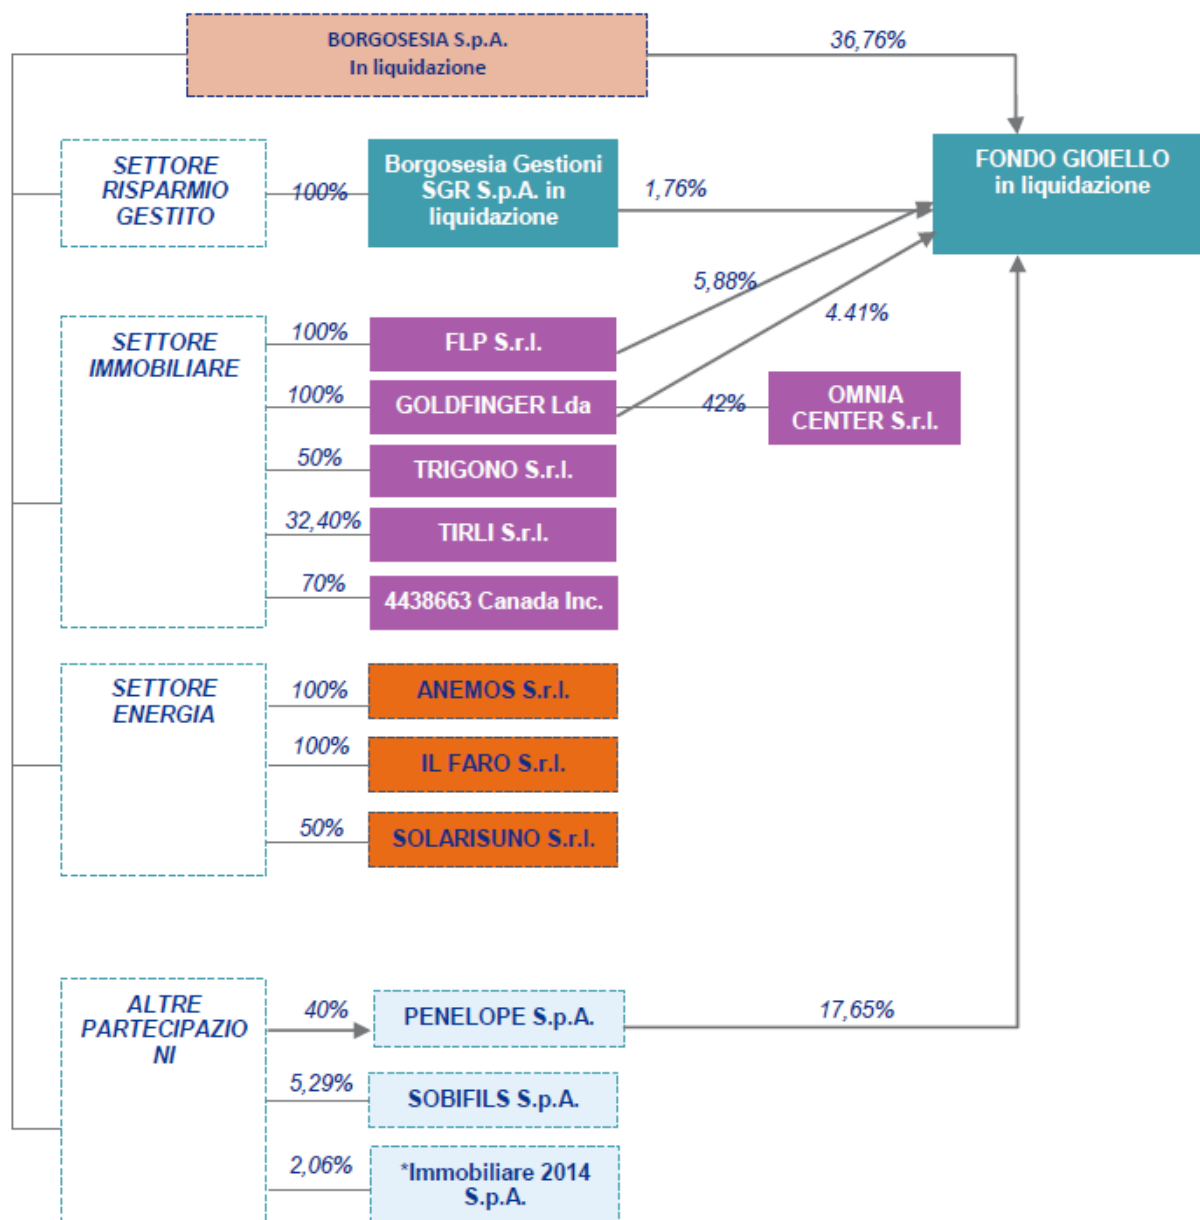 BORGOSESIA S.p.A.
In liquidazione
36,76%
SETTORE
RISPARMIO
GESTITO
100%
Borgosesia Gestioni
SGR S.p.A. in
liquidazione
1,76%
FONDO GIOIELLO
in liquidazione
5,88%
4.41%
SETTORE
IMMOBILIARE
100%
FLP S.r.l.
100%
GOLDFINGER Lda
42%
OMNIA
CENTER S.r.l.
50%
TRIGONO S.r.l.
32,40%
TIRLI S.r.l.
70%
4438663 Canada Inc.
SETTORE
ENERGIA
100%
ANEMOS S.r.l.
100%
IL FARO S.r.l.
50%
SOLARISUNO S.r.l.
ALTRE
PARTECIPAZIO
NI
40%
PENELOPE S.p.A.
17,65%
5,29%
SOBIFILS S.p.A.
2,06%
*Immobiliare 2014
S.p.A.